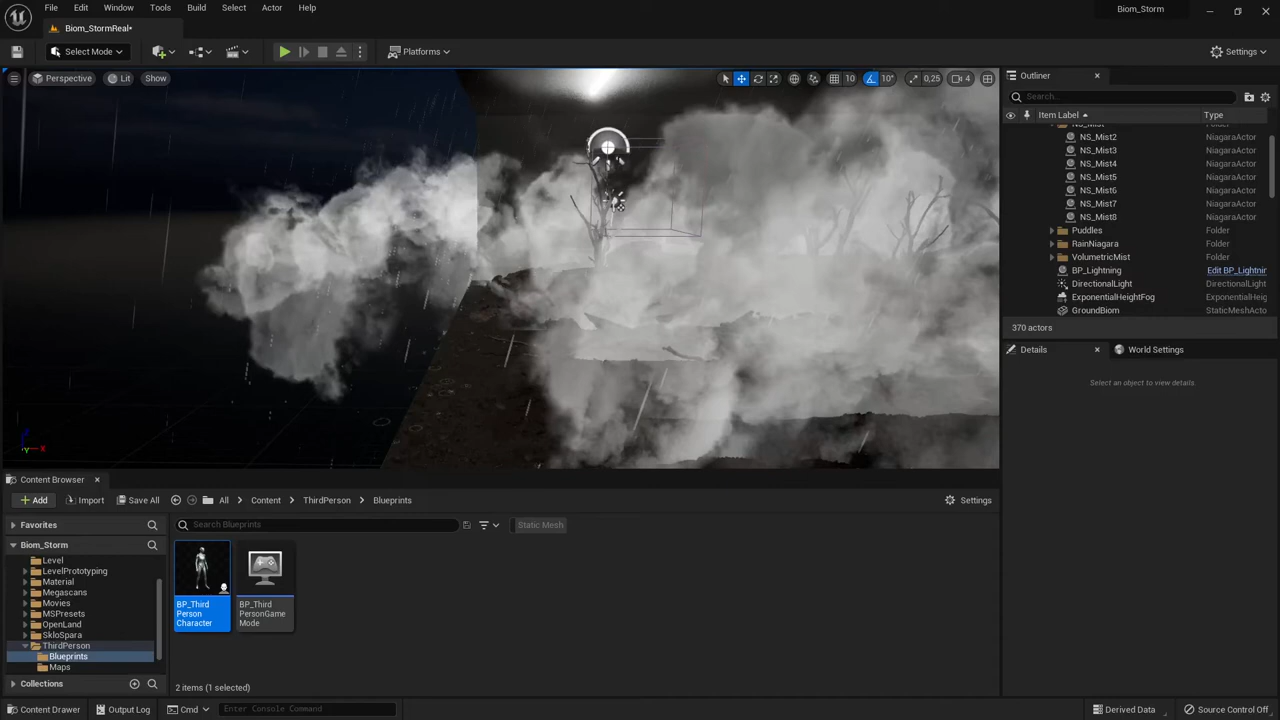 File Edit Window Tools Build Select Actor Help
Biom_Storm
Biom_StormReal•
Select Mode
Platforms
Settings
Perspective
Lit
Show
10
10°
0,25
4
Outliner
Search...
Item Label
Type
Folder
NS_Mist2 NiagaraActor
NS_Mist3 NiagaraActor
NS_Mist4 NiagaraActor
NS_Mist5 NiagaraActor
NS_Mist6 NiagaraActor
NS_Mist7 NiagaraActor
NS_Mist8 NiagaraActor
Puddles Folder
RainNiagara Folder
VolumetricMist Folder
BP_Lightning Edit BP_Lightnir
DirectionalLight DirectionalLight
ExponentialHeightFog ExponentialHeig
GroundBiom StaticMeshActo
370 actors
Details
World Settings
Select an object to view details.
Content Browser
Add
Import
Save All
All
Content
ThirdPerson
Blueprints
Settings
Favorites
Search Blueprints
Static Mesh
Biom_Storm
Level
LevelPrototyping
Material
Megascans
Movies
MSPresets
OpenLand
SkloSpara
ThirdPerson
Blueprints
Maps
BP_Third
Person
Character
BP_Third
PersonGame
Mode
Collections
2 items (1 selected)
Content Drawer
Output Log
Cmd
Enter Console Command
Derived Data
Source Control Off